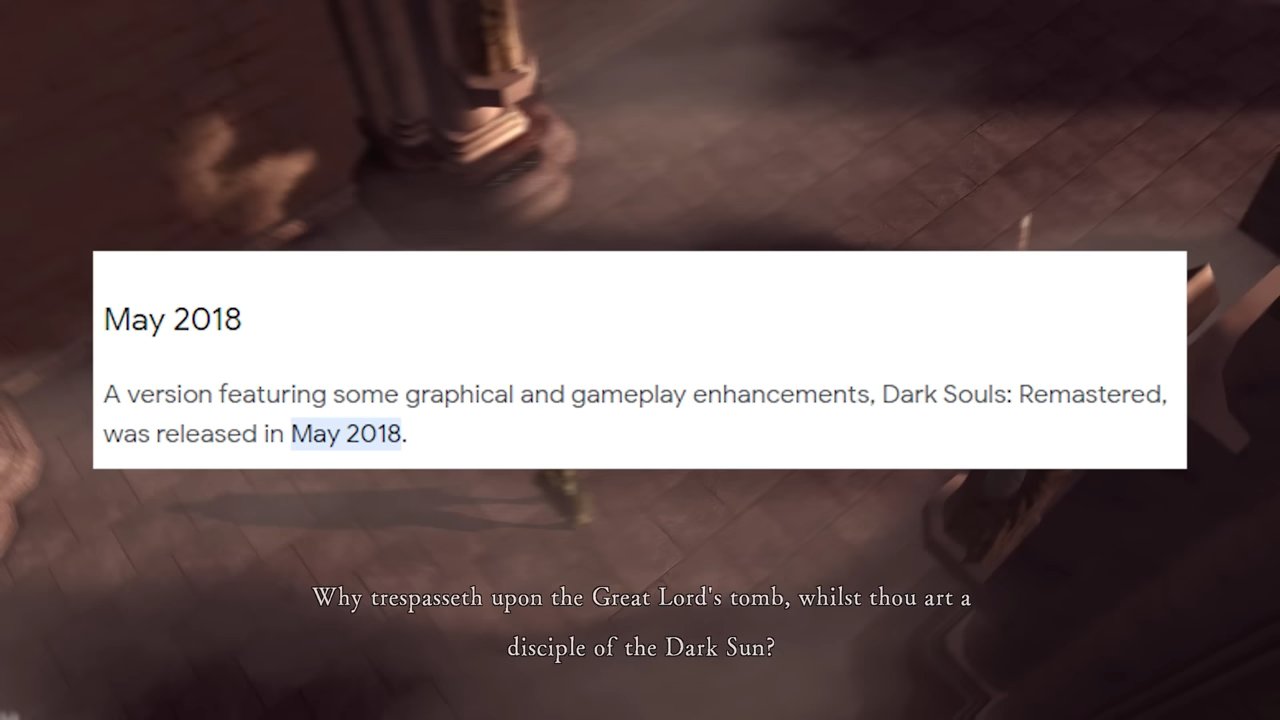 May 2018
A version featuring some graphical and gameplay enhancements, Dark Souls: Remastered,
was released in May 2018.
Why trespasseth upon the Great Lord's tomb, whilst thou art a
disciple of the Dark Sun?